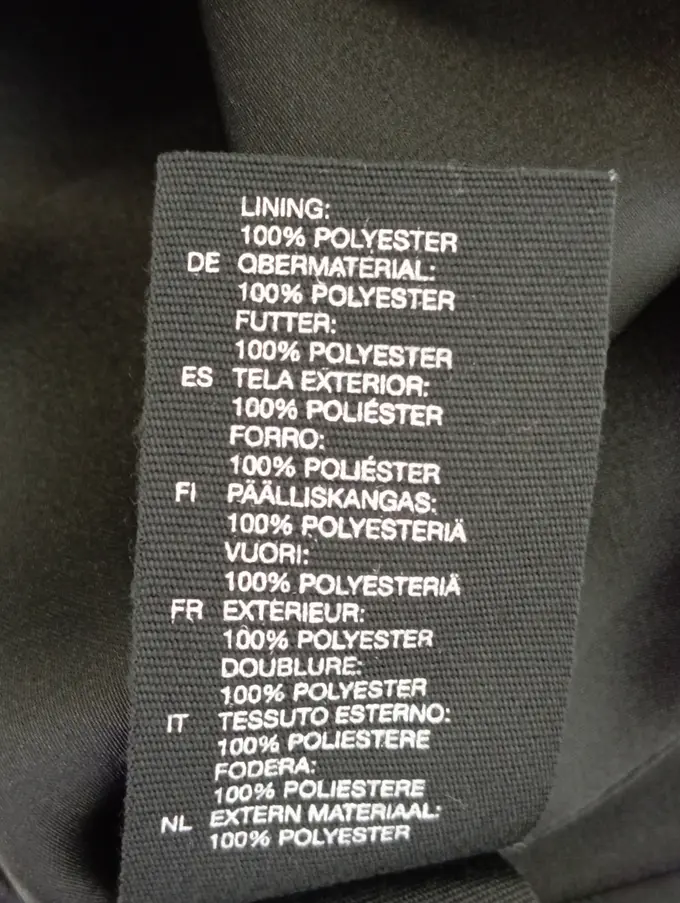 LINING:
100% POLYESTER
DE OBERMATERIAL:
100% POLYESTER
FUTTER:
100% POLYESTER
ES TELA EXTERIOR:
100% POLIÉSTER
FORRO:
100% POLIÉSTER
FI PÄÄLLISKANGAS:
100% POLYESTERIÄ
VUORI:
100% POLYESTERIÄ
FR EXTÉRIEUR:
100% POLYESTER
DOUBLURE:
100% POLYESTER
IT TESSUTO ESTERNO:
100% POLIESTERE
FODERA:
100% POLIESTERE
NL EXTERN MATERIAAL:
100% POLYESTER